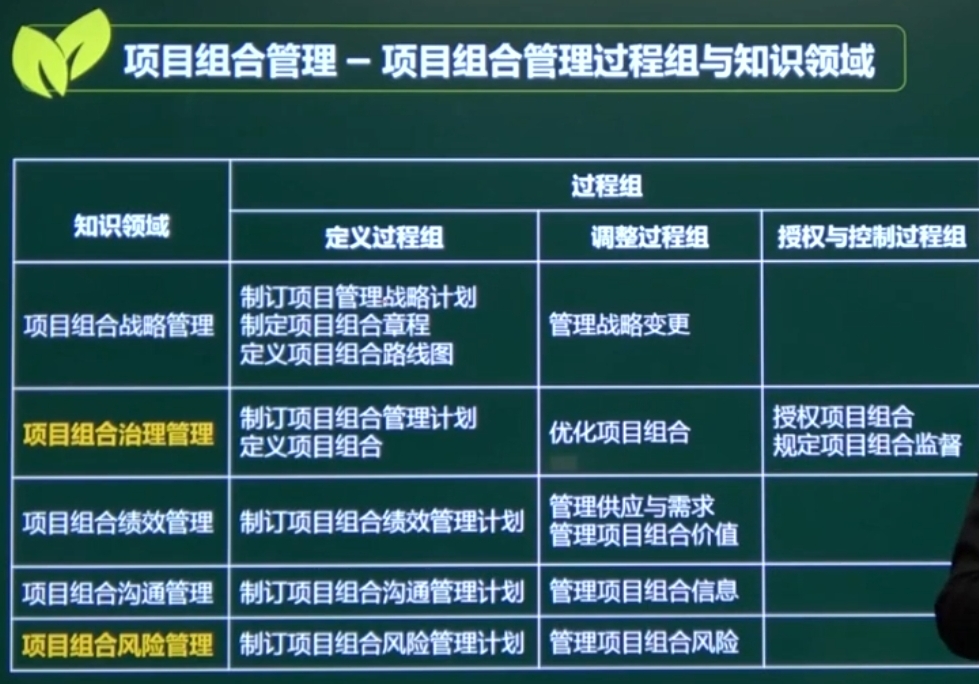 项目组合管理 – 项目组合管理过程组与知识领域
知识领域
过程组
定义过程组
调整过程组
授权与控制过程组
项目组合战略管理
制订项目管理战略计划
制定项目组合章程
定义项目组合路线图
管理战略变更
项目组合治理管理
制订项目组合管理计划
定义项目组合
优化项目组合
授权项目组合
规定项目组合监督
项目组合绩效管理
制订项目组合绩效管理计划
管理供应与需求
管理项目组合价值
项目组合沟通管理
制订项目组合沟通管理计划
管理项目组合信息
项目组合风险管理
制订项目组合风险管理计划
管理项目组合风险